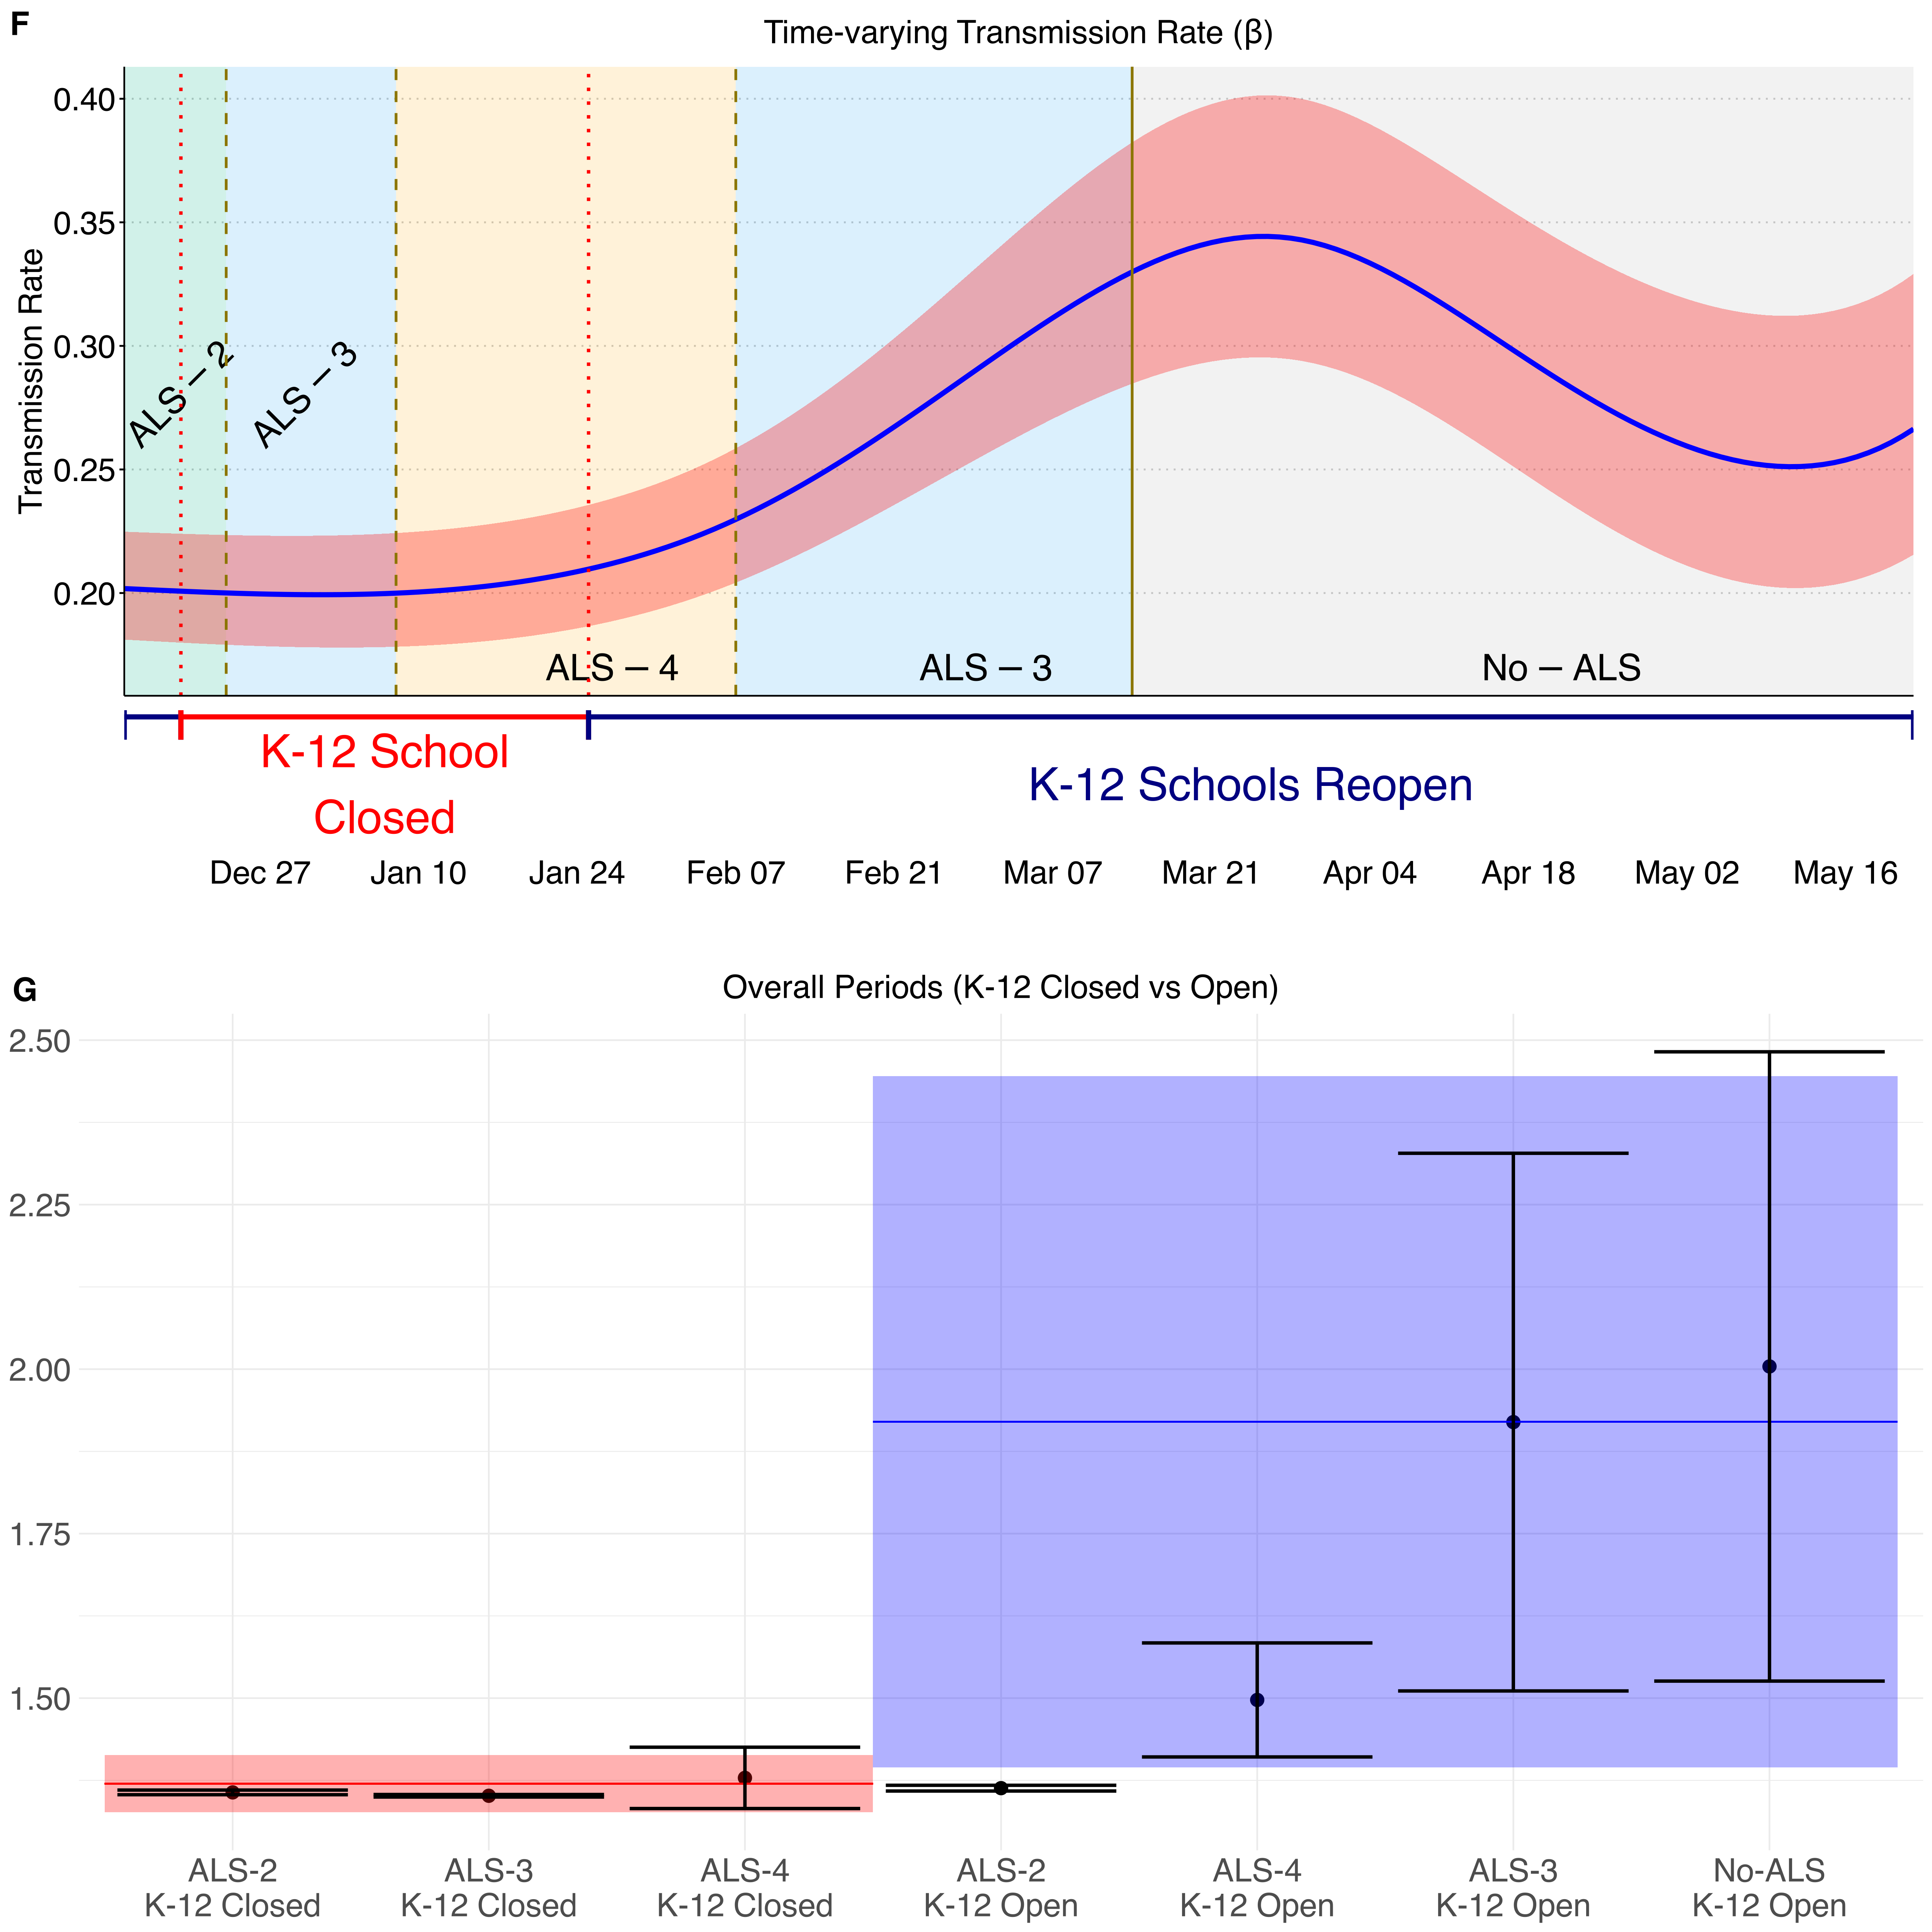 F
Time-varying Transmission Rate (β)
Transmission Rate
0.40
0.35
0.30
0.25
0.20
ALS – 2
ALS – 3
ALS – 4
ALS – 3
No – ALS
K-12 School
Closed
K-12 Schools Reopen
Dec 27 Jan 10 Jan 24 Feb 07 Feb 21 Mar 07 Mar 21 Apr 04 Apr 18 May 02 May 16
G
Overall Periods (K-12 Closed vs Open)
2.50
2.25
2.00
1.75
1.50
ALS-2 ALS-3 ALS-4 ALS-2 ALS-4 ALS-3 No-ALS
K-12 Closed K-12 Closed K-12 Closed K-12 Open K-12 Open K-12 Open K-12 Open